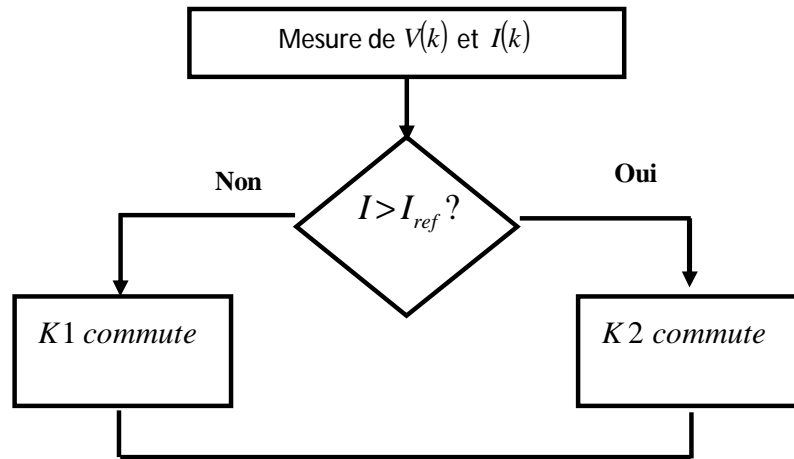 Mesure de V(k) et I(k)
Non
Oui
I > I_ref ?
K1 commute
K2 commute